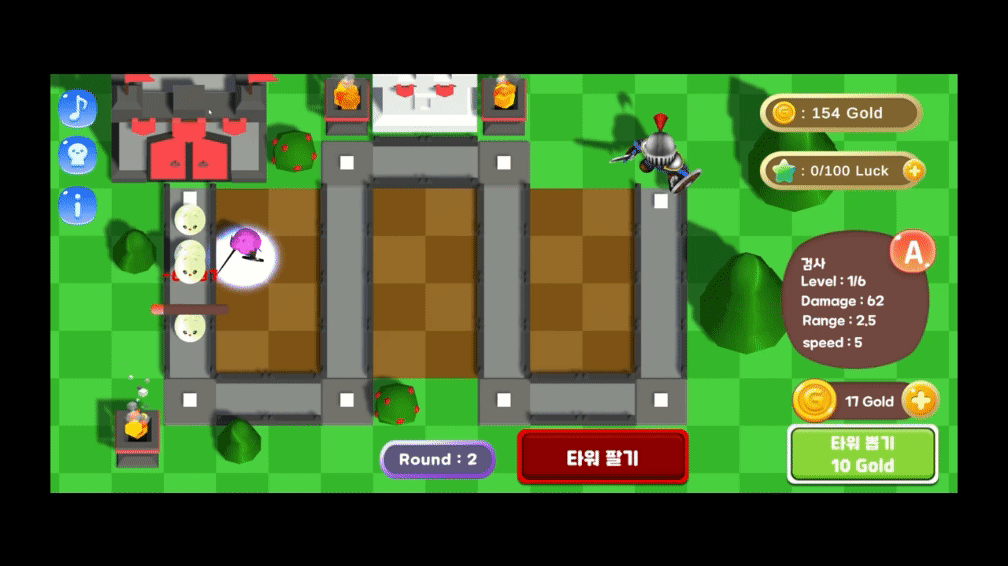 : 154 Gold
: 0/100 Luck
A
검사
Level : 1/6
Damage : 62
Range : 2.5
speed : 5
17 Gold
타워 뽑기
10 Gold
Round : 2
타워 팔기